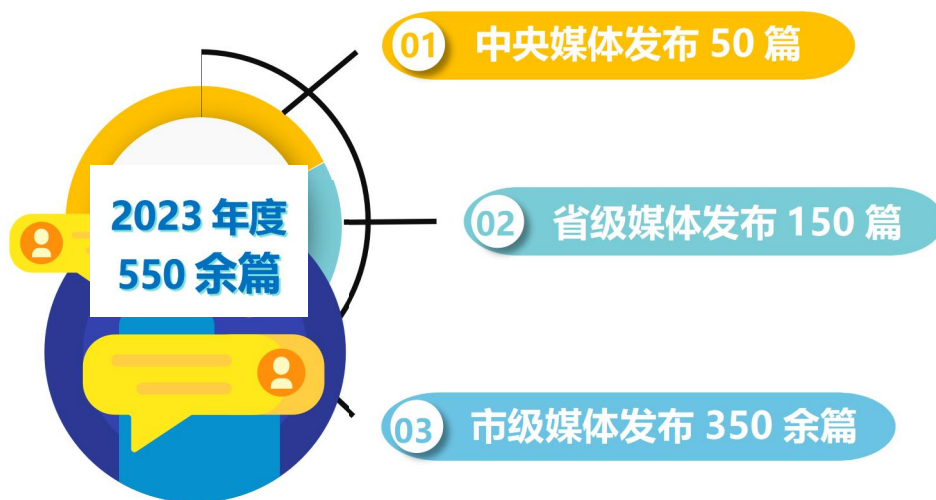 01 中央媒体发布 50 篇
2023 年度
550 余篇
02 省级媒体发布 150 篇
03 市级媒体发布 350 余篇